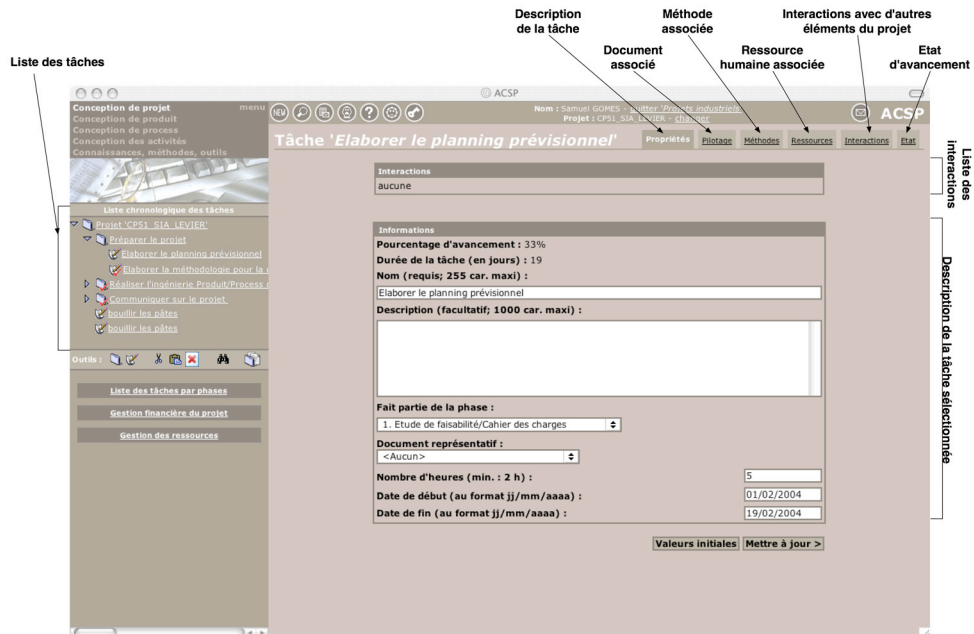 Description de la tâche
Méthode associée
Interactions avec d'autres éléments du projet
Document associé
Ressource humaine associée
Etat d'avancement
Liste des tâches
ACSP
Conception de projet menu
Conception de produit
Conception de process
Conception des activités
Connaissances, méthodes, outils
NEW
?
Nom : Samuel GOMES - quitter 'Projets industriels'
Projet : CP51_SIA_LEVIER - changer
ACSP
Tâche 'Elaborer le planning prévisionnel'
Propriétés Pilotage Méthodes Ressources Interactions Etat
Liste des interactions
Interactions
aucune
Liste chronologique des tâches
Projet 'CP51_SIA_LEVIER'
Préparer le projet
Elaborer le planning prévisionnel
Elaborer la méthodologie pour la
Réaliser l'ingénierie Produit/Process
Communiquer sur le projet
bouillir les pâtes
bouillir les pâtes
Outils :
Liste des tâches par phases
Gestion financière du projet
Gestion des ressources
Informations
Pourcentage d'avancement : 33%
Durée de la tâche (en jours) : 19
Nom (requis; 255 car. maxi) :
Elaborer le planning prévisionnel
Description (facultatif; 1000 car. maxi) :
Fait partie de la phase :
1. Etude de faisabilité/Cahier des charges
Document représentatif :
<Aucun>
Nombre d'heures (min. : 2 h) :
5
Date de début (au format jj/mm/aaaa) :
01/02/2004
Date de fin (au format jj/mm/aaaa) :
19/02/2004
Valeurs initiales Mettre à jour >
Description de la tâche sélectionnée